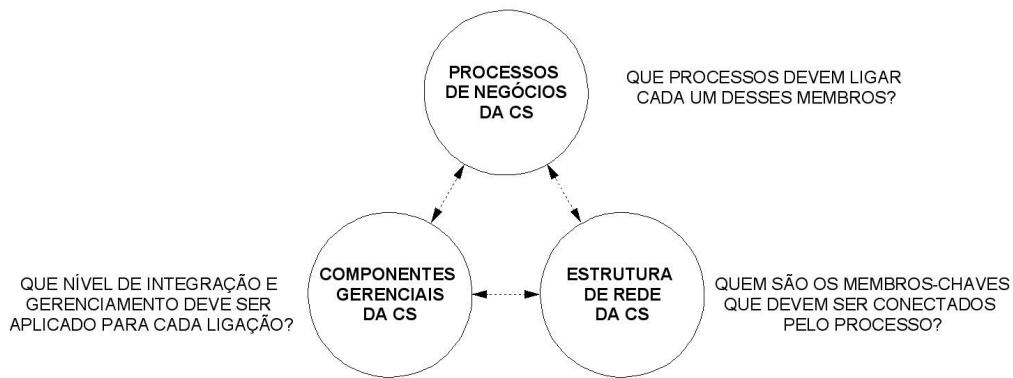 PROCESSOS
DE NEGÓCIOS
DA CS
QUE PROCESSOS DEVEM LIGAR
CADA UM DESSES MEMBROS?
QUE NÍVEL DE INTEGRAÇÃO E
GERENCIAMENTO DEVE SER
APLICADO PARA CADA LIGAÇÃO?
COMPONENTES
GERENCIAIS
DA CS
ESTRUTURA
DE REDE
DA CS
QUEM SÃO OS MEMBROS-CHAVES
QUE DEVEM SER CONECTADOS
PELO PROCESSO?